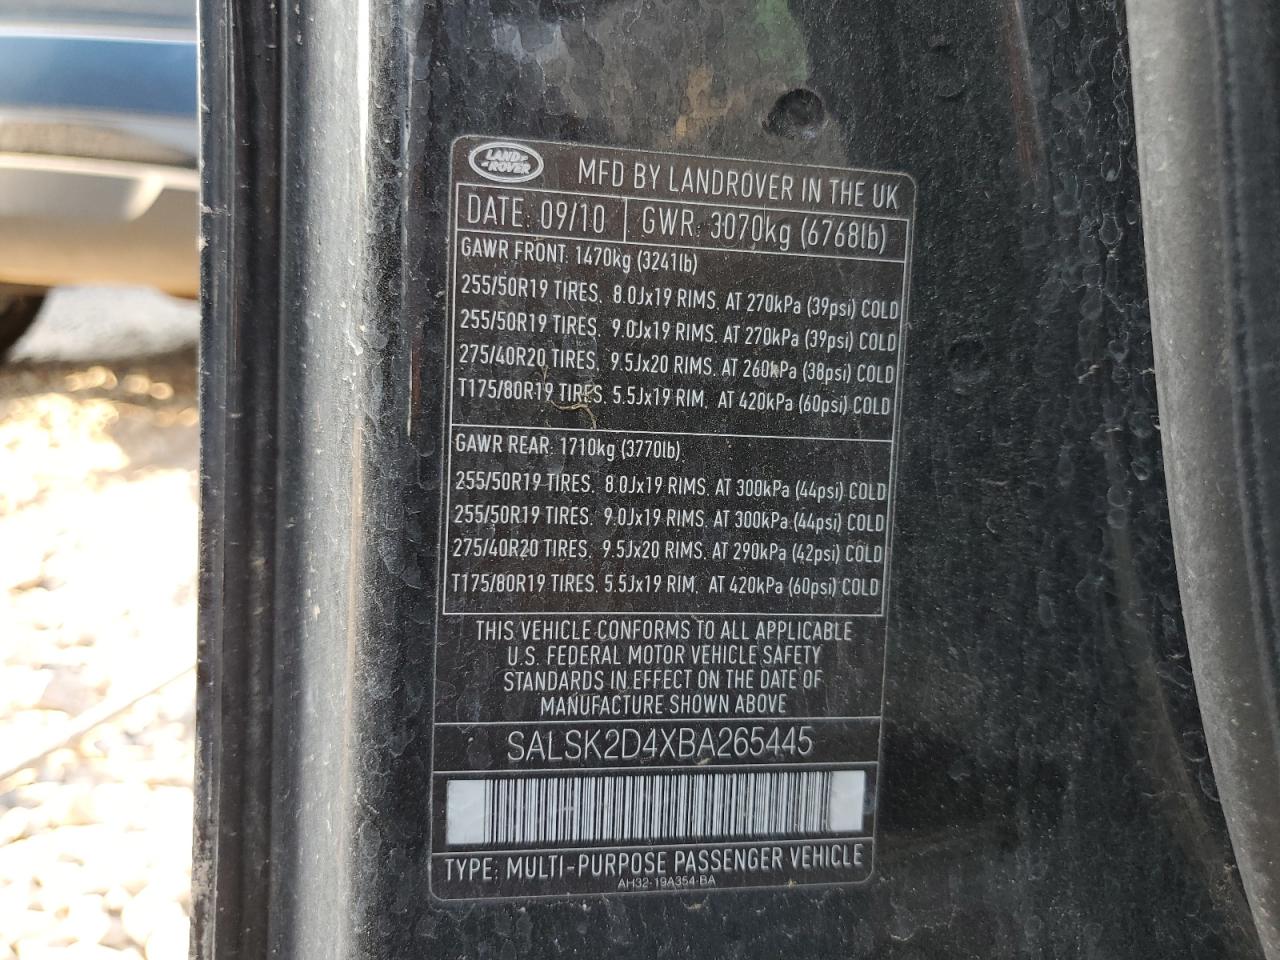 LAND ROVER
MFD BY LANDROVER IN THE UK
DATE: 09/10 GWR: 3070kg (6768lb)
GAWR FRONT: 1470kg (3241lb)
255/50R19 TIRES, 8.0Jx19 RIMS, AT 270kPa (39psi) COLD
255/50R19 TIRES, 9.0Jx19 RIMS, AT 270kPa (39psi) COLD
275/40R20 TIRES, 9.5Jx20 RIMS, AT 260kPa (38psi) COLD
T175/80R19 TIRES, 5.5Jx19 RIM, AT 420kPa (60psi) COLD
GAWR REAR: 1710kg (3770lb)
255/50R19 TIRES, 8.0Jx19 RIMS, AT 300kPa (44psi) COLD
255/50R19 TIRES, 9.0Jx19 RIMS, AT 300kPa (44psi) COLD
275/40R20 TIRES, 9.5Jx20 RIMS, AT 290kPa (42psi) COLD
T175/80R19 TIRES, 5.5Jx19 RIM, AT 420kPa (60psi) COLD
THIS VEHICLE CONFORMS TO ALL APPLICABLE
U.S. FEDERAL MOTOR VEHICLE SAFETY
STANDARDS IN EFFECT ON THE DATE OF
MANUFACTURE SHOWN ABOVE
SALSK2D4XBA265445
TYPE: MULTI-PURPOSE PASSENGER VEHICLE
AH32-19A354-BA